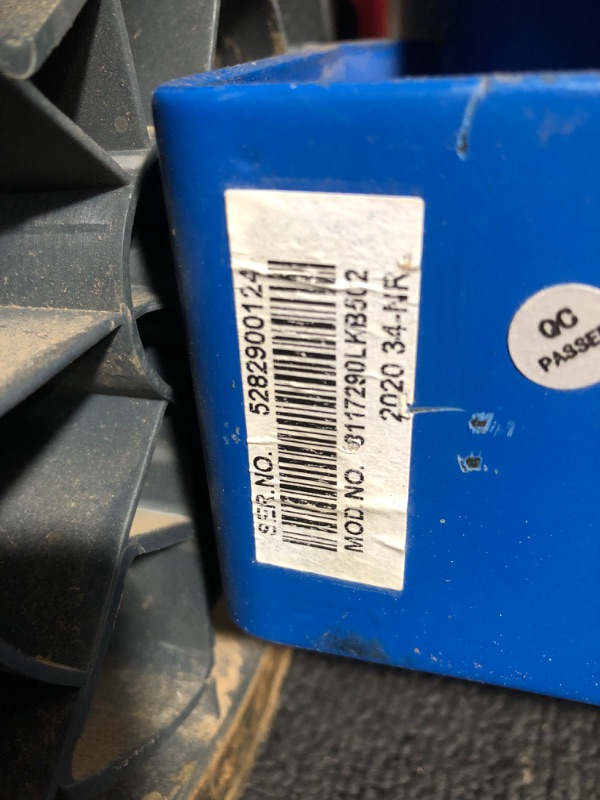 SER.NO. 5282900124
MOD.NO. 0117290LKB502
2020 34-NR
QC
PASSED